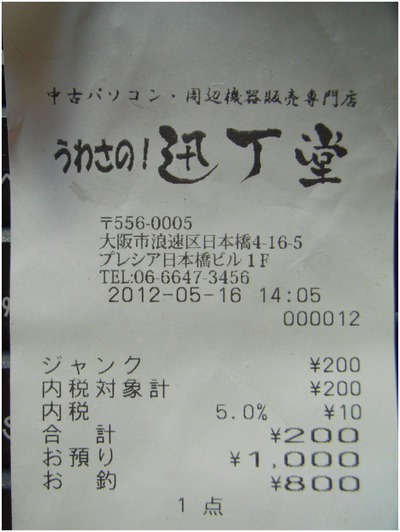 中古パソコン・周辺機器販売専門店
うわさの!迅丁堂
〒556-0005
大阪市浪速区日本橋4-16-5
プレシア日本橋ビル1F
TEL:06-6647-3456
2012-05-16 14:05
000012
ジャンク ¥200
内税対象計 ¥200
内税 5.0% ¥10
合計 ¥200
お預り ¥1,000
お釣 ¥800
1点